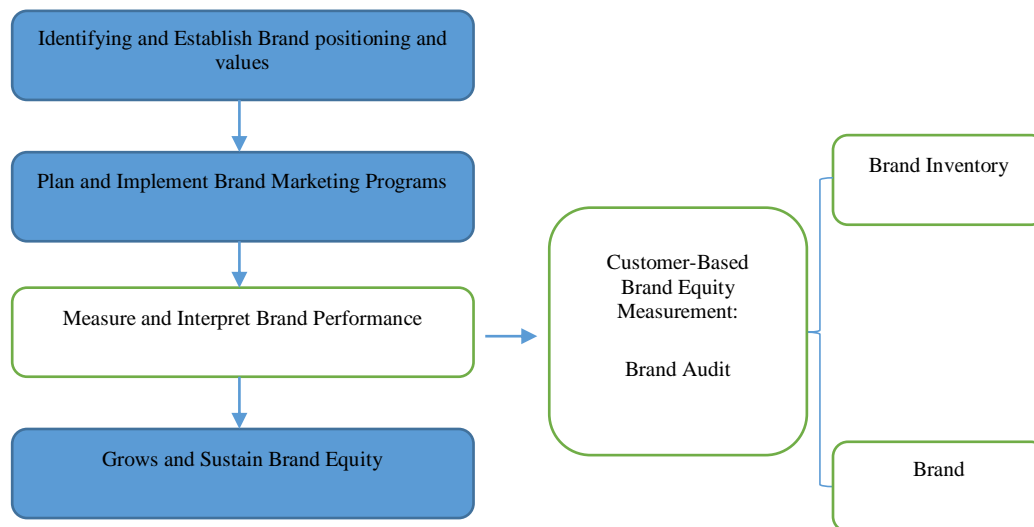 Identifying and Establish Brand positioning and
values
Plan and Implement Brand Marketing Programs
Measure and Interpret Brand Performance
Grows and Sustain Brand Equity
Customer-Based
Brand Equity
Measurement:
Brand Audit
Brand Inventory
Brand